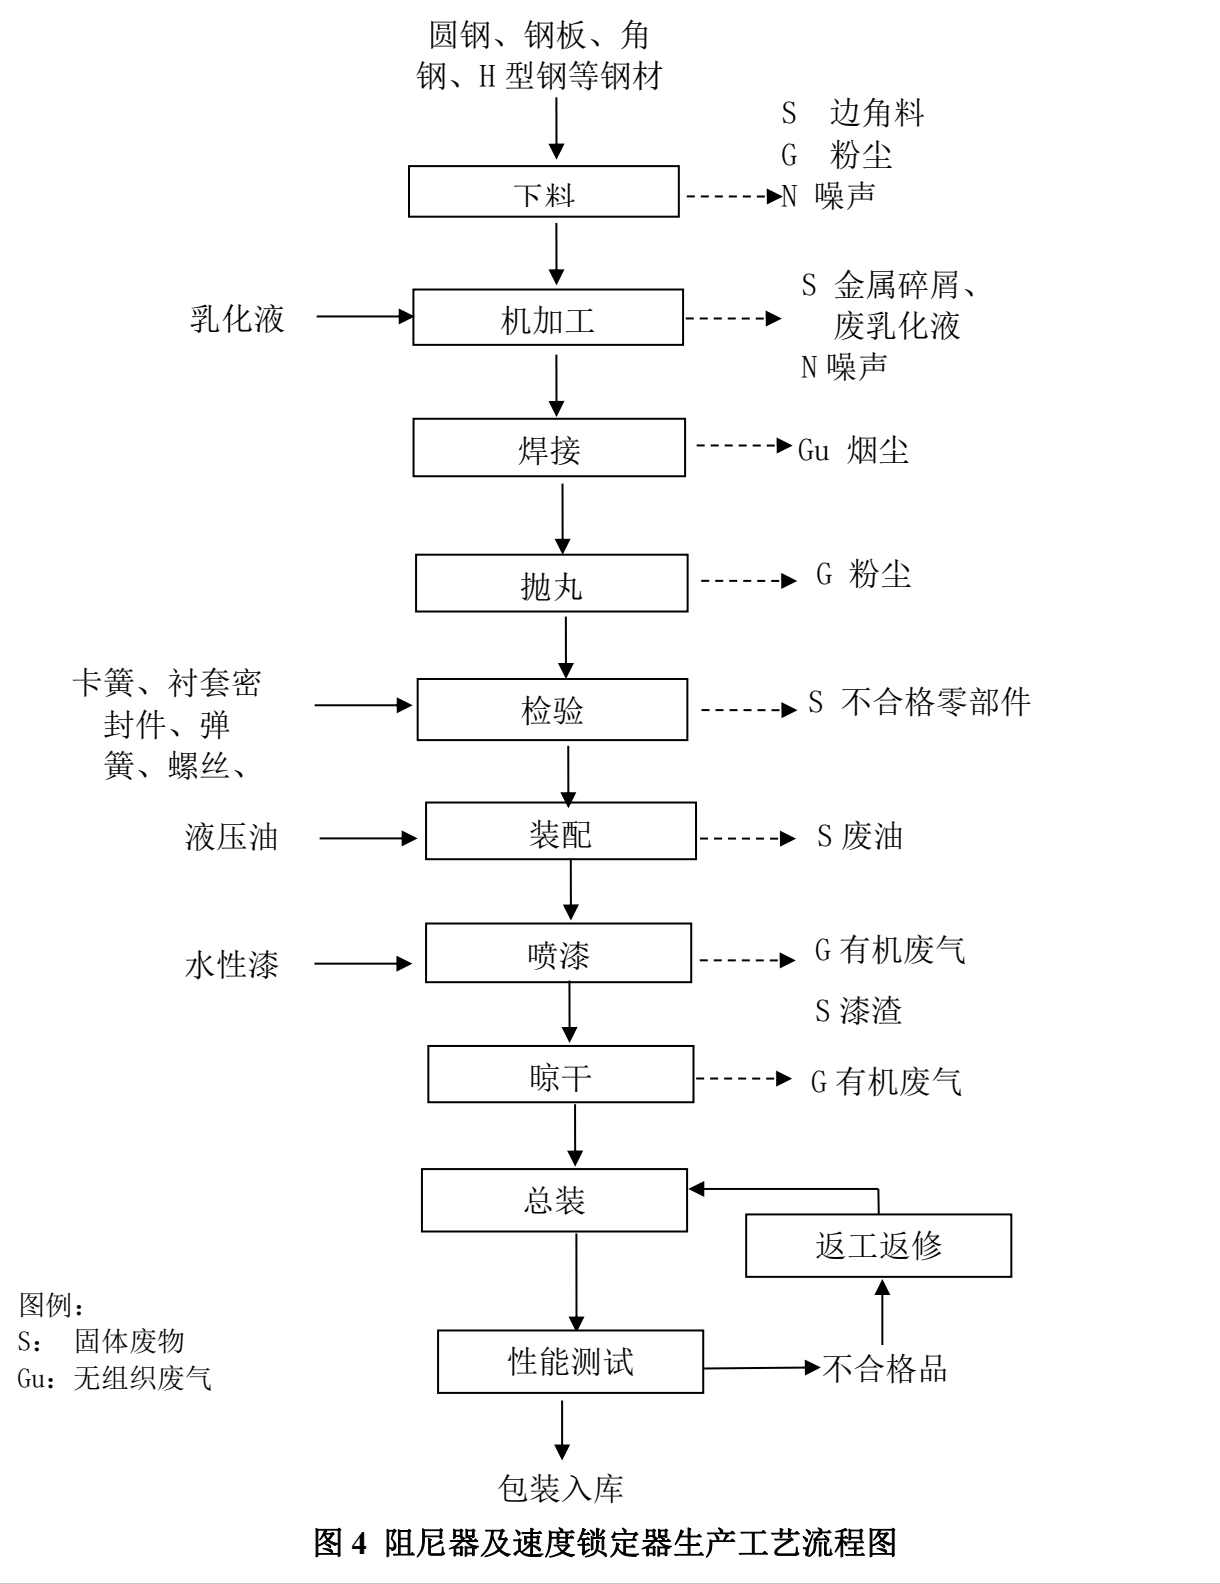 圆钢、钢板、角
钢、H 型钢等钢材
S 边角料
G 粉尘
N 噪声
下料
S 金属碎屑、
废乳化液
N 噪声
乳化液
机加工
焊接
Gu 烟尘
抛丸
G 粉尘
卡簧、衬套密
封件、弹
簧、螺丝、
检验
S 不合格零部件
液压油
装配
S 废油
水性漆
喷漆
G 有机废气
S 漆渣
晾干
G 有机废气
总装
返工返修
图例：
S： 固体废物
Gu：无组织废气
性能测试
不合格品
包装入库
图 4 阻尼器及速度锁定器生产工艺流程图